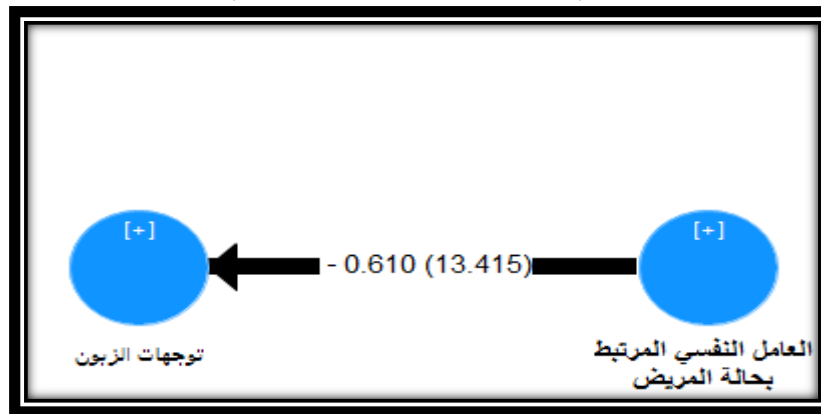 [+]
[+]
- 0.610 (13.415)
العامل النفسي المرتبط
بحالة المريض
توجهات الزبون